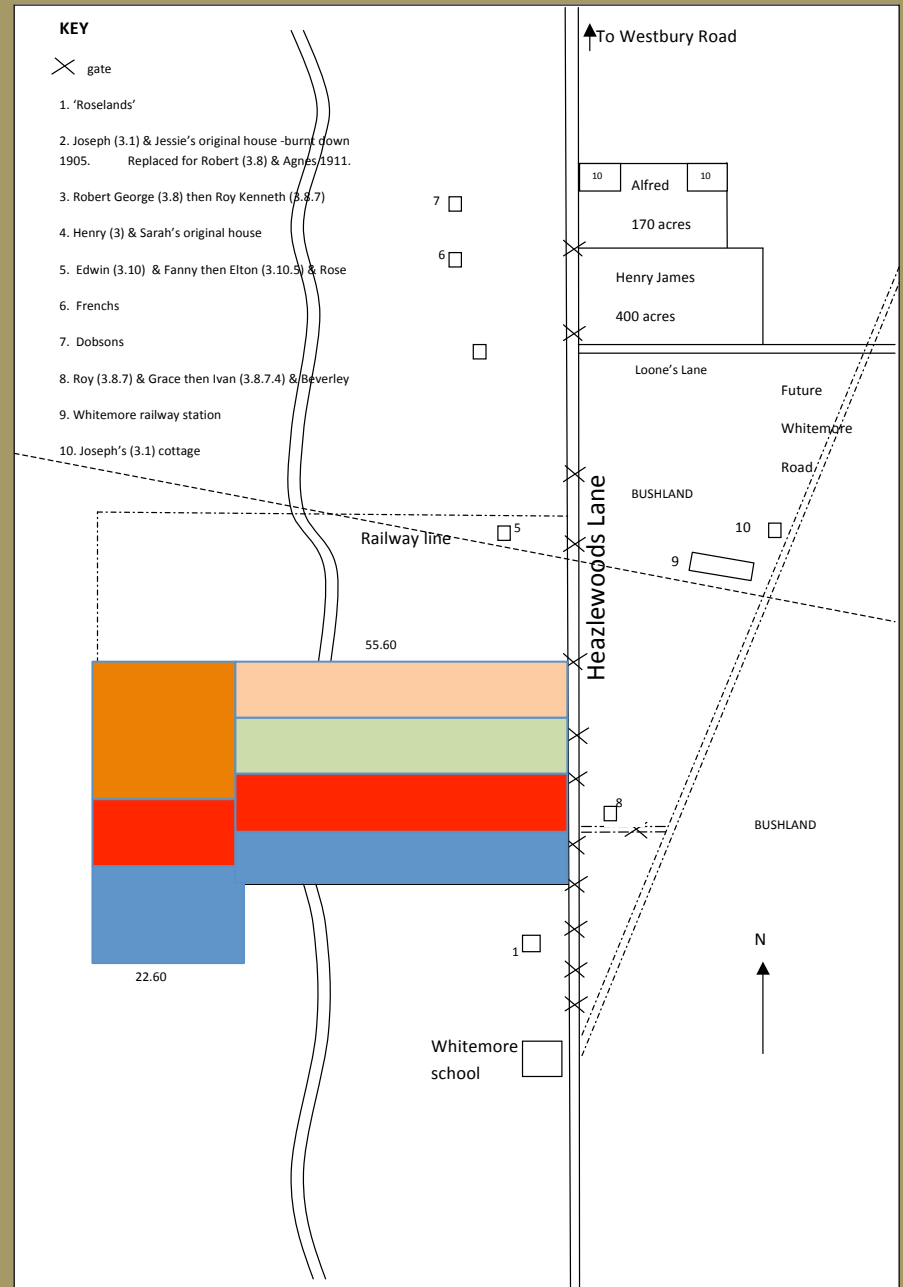 KEY
gate
1. 'Roselands'
2. Joseph (3.1) & Jessie's original house -burnt down
1905. Replaced for Robert (3.8) & Agnes 1911.
3. Robert George (3.8) then Roy Kenneth (3.8.7)
4. Henry (3) & Sarah's original house
5. Edwin (3.10) & Fanny then Elton (3.10.5) & Rose
6. Frenchs
7. Dobsons
8. Roy (3.8.7) & Grace then Ivan (3.8.7.4) & Beverley
9. Whitemore railway station
10. Joseph's (3.1) cottage
To Westbury Road
10
Alfred
10
170 acres
7
6
Henry James
400 acres
Loone's Lane
Future
Whitemore
Road
BUSHLAND
Heazlewoods Lane
10
Railway line
5
9
55.60
8
BUSHLAND
1
N
22.60
Whitemore
school